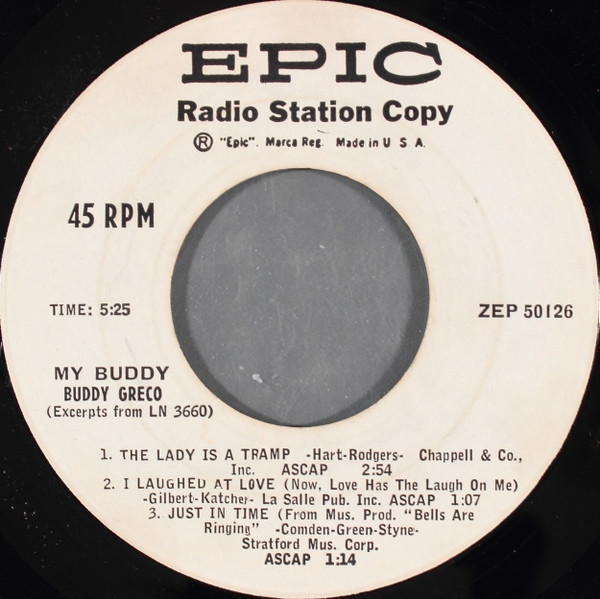 EPIC
Radio Station Copy
Ⓡ "Epic". Marca Reg. Made in U S A.
45 RPM
TIME: 5:25
ZEP 50126
MY BUDDY
BUDDY GRECO
(Excerpts from LN 3660)
1. THE LADY IS A TRAMP -Hart-Rodgers- Chappell & Co.,
Inc. ASCAP 2:54
2. I LAUGHED AT LOVE (Now, Love Has The Laugh On Me)
-Gilbert-Katcher- La Salle Pub. Inc. ASCAP 1:07
3. JUST IN TIME (From Mus. Prod. "Bells Are
Ringing" -Comden-Green-Styne-
Stratford Mus. Corp.
ASCAP 1:14